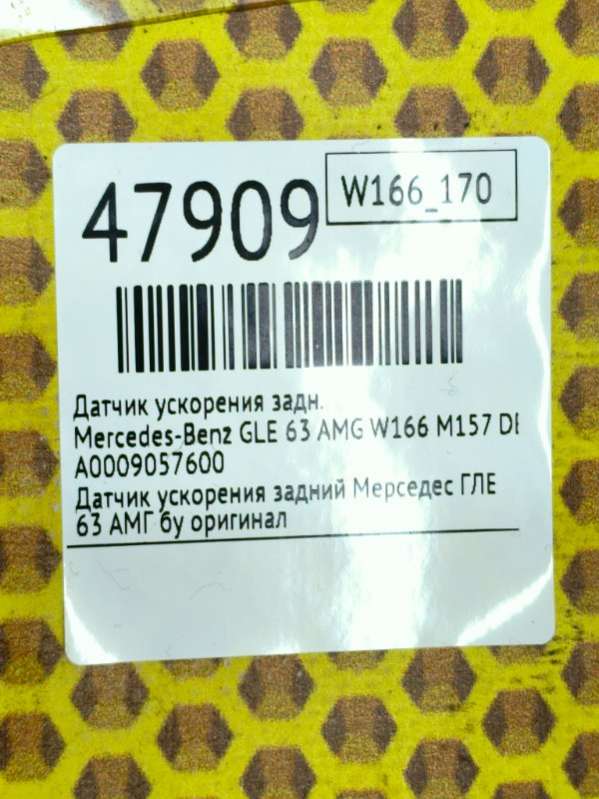 47909
W166_170
Датчик ускорения задн.
Mercedes-Benz GLE 63 AMG W166 M157 DE
A0009057600
Датчик ускорения задний Мерседес ГЛЕ
63 АМГ бу оригинал